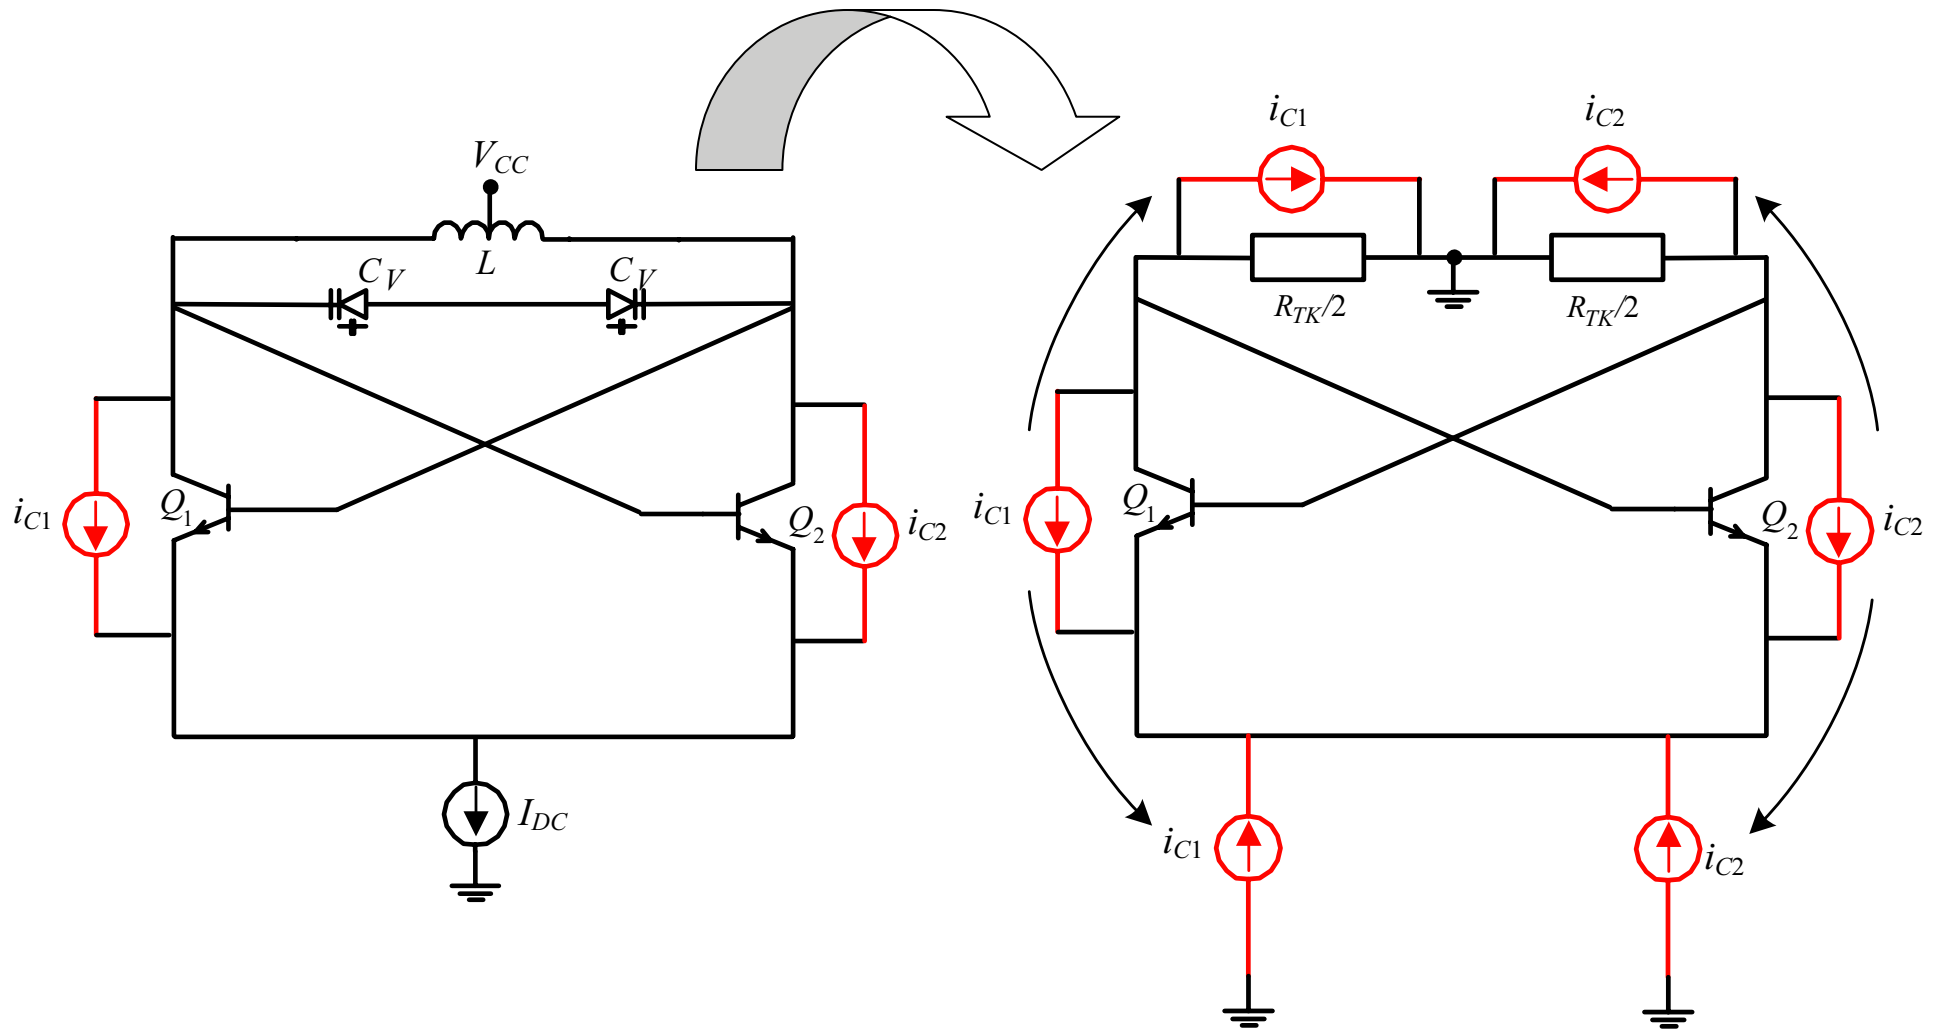 V_CC
L
C_V
C_V
i_C1
Q_1
Q_2
i_C2
I_DC
i_C1
i_C2
R_TK/2
R_TK/2
i_C1
Q_1
Q_2
i_C2
i_C1
i_C2